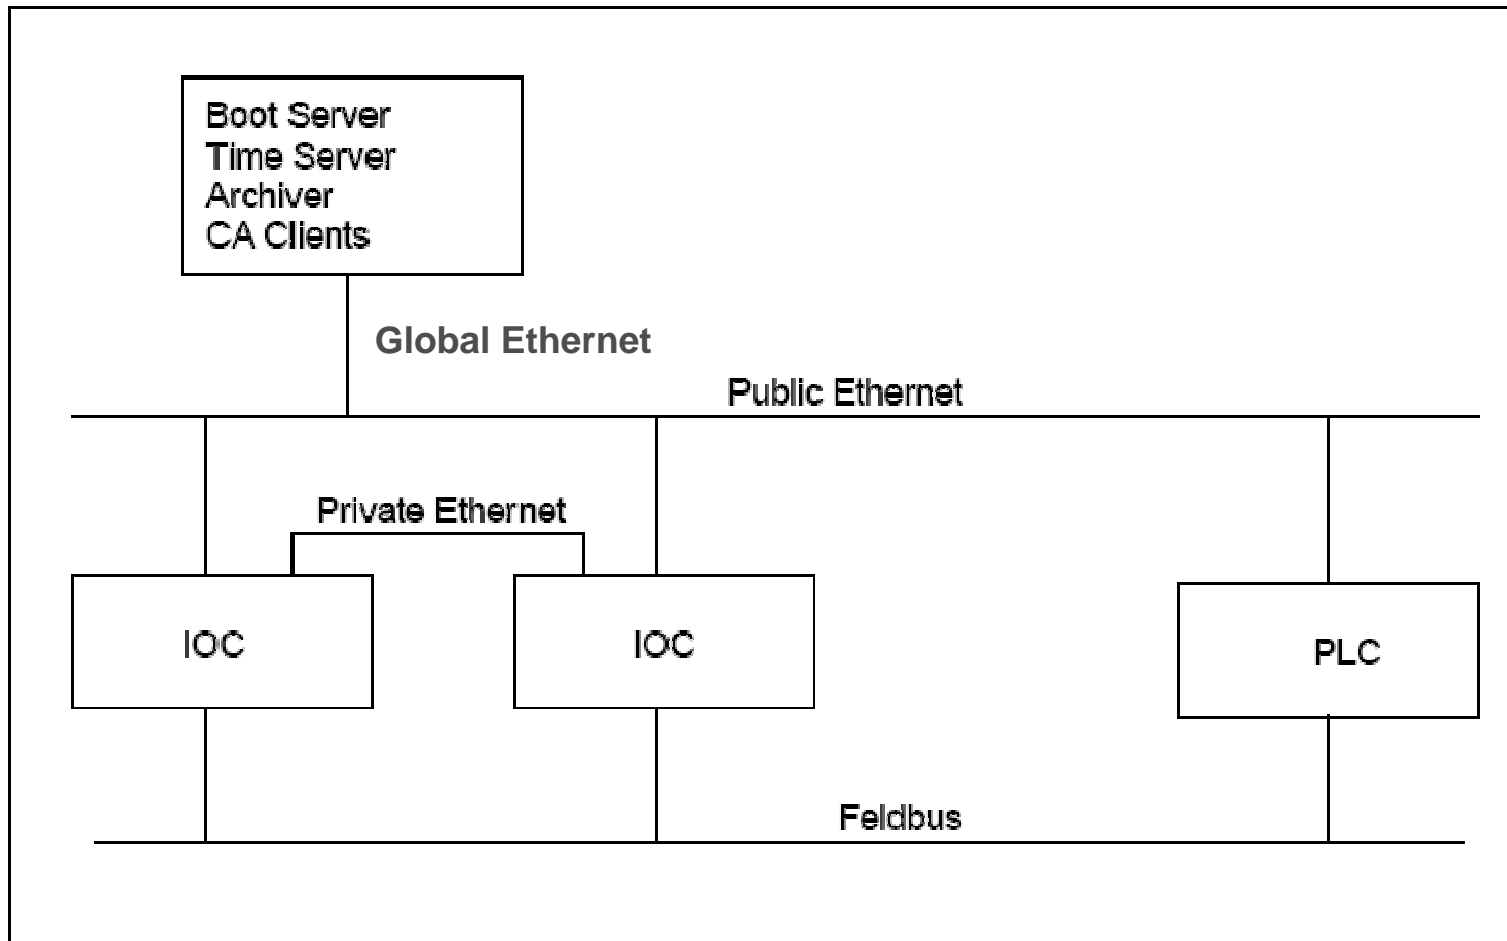 Boot Server
Time Server
Archiver
CA Clients
Global Ethernet
Public Ethernet
Private Ethernet
IOC
IOC
PLC
Feldbus